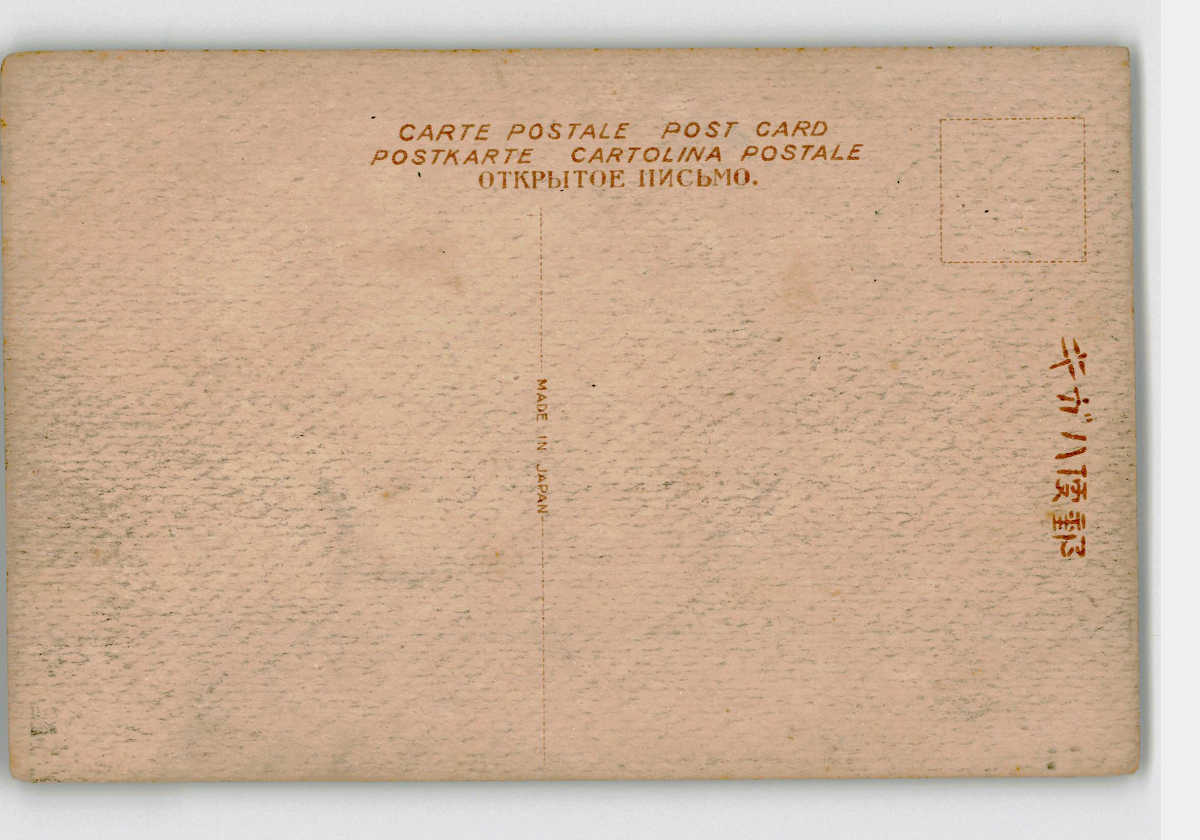 CARTE POSTALE POST CARD
POSTKARTE CARTOLINA POSTALE
ОТКРЫТОЕ ПИСЬМО.
MADE IN JAPAN
郵便ハガキ